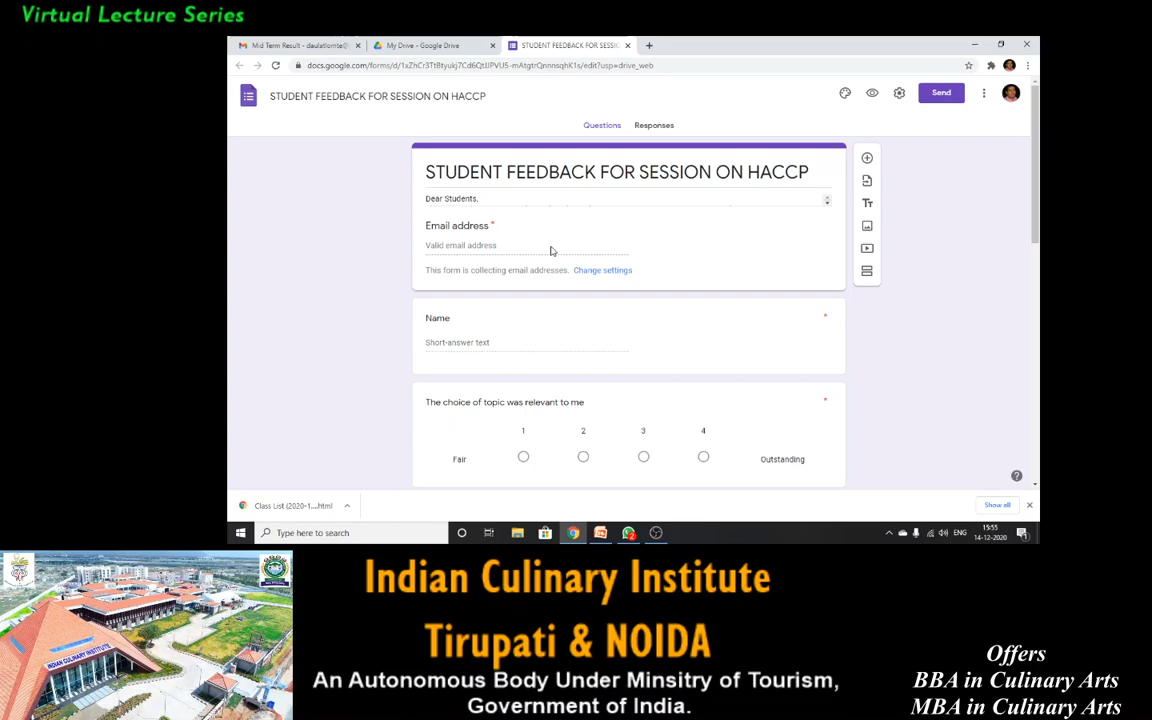 Virtual Lecture Series
Mid Term Result - daulatlomte@
My Drive - Google Drive
STUDENT FEEDBACK FOR SESSIO
docs.google.com/forms/d/1xZhCr3TtBtyukj7Cd6QtJJPVU5-mAtgtrQnnnsqhK1s/edit?usp=drive_web
STUDENT FEEDBACK FOR SESSION ON HACCP
Send
Questions
Responses
STUDENT FEEDBACK FOR SESSION ON HACCP
Dear Students,
Email address *
Valid email address
This form is collecting email addresses. Change settings
Name *
Short-answer text
The choice of topic was relevant to me *
1 2 3 4
Fair
Outstanding
Class List (2020-1....html
Show all
Type here to search
2
ENG
15:55
14-12-2020
INDIAN CULINARY INSTITUTE
Indian Culinary Institute
Tirupati & NOIDA
An Autonomous Body Under Minsitry of Tourism,
Government of India.
Offers
BBA in Culinary Arts
MBA in Culinary Arts